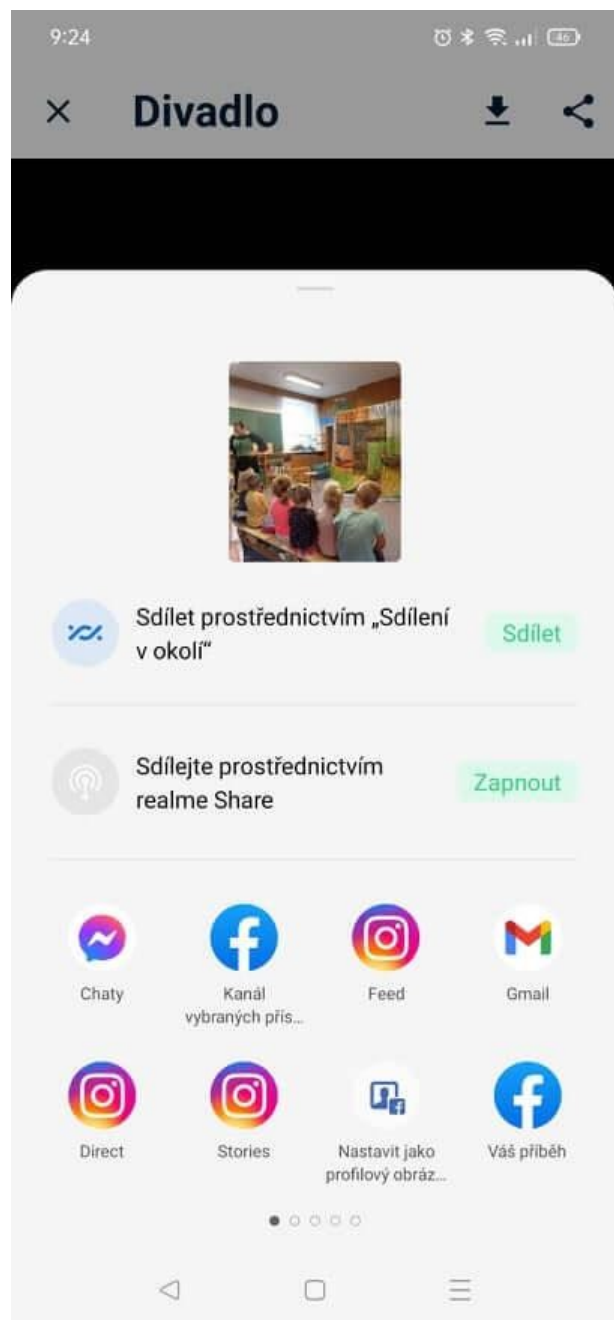 9:24
46
Divadlo
Sdílet prostřednictvím „Sdílení
v okolí“
Sdílet
Sdílejte prostřednictvím
realme Share
Zapnout
Chaty
Kanál
vybraných přís...
Feed
Gmail
Direct
Stories
Nastavit jako
profilový obráz...
Váš příběh